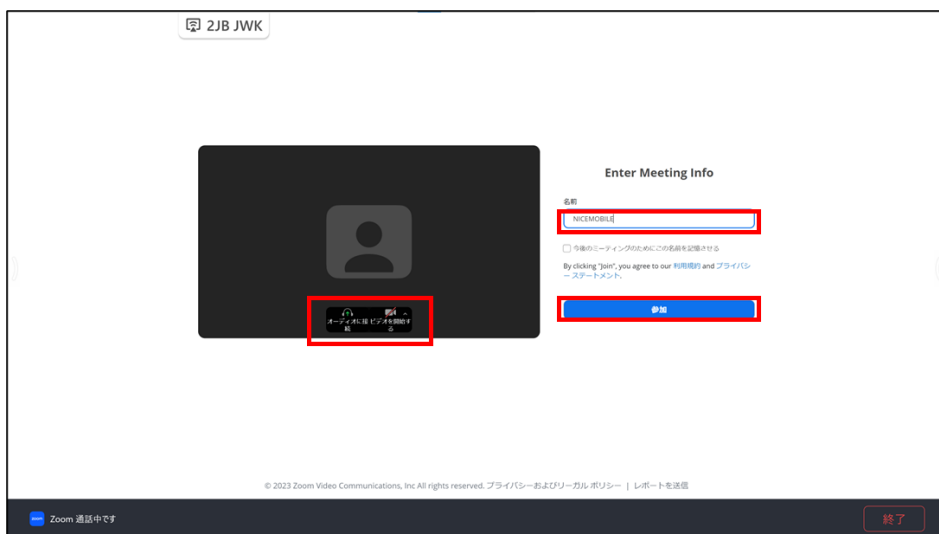 2JB JWK
Enter Meeting Info
名前
NICEMOBILE
今後のミーティングのためにこの名前を記憶させる
By clicking "Join", you agree to our 利用規約 and プライバシ
ー ステートメント.
参加
オーディオに接
続
ビデオを開始す
る
© 2023 Zoom Video Communications, Inc All rights reserved. プライバシーおよびリーガル ポリシー | レポートを送信
zoom
Zoom 通話中です
終了